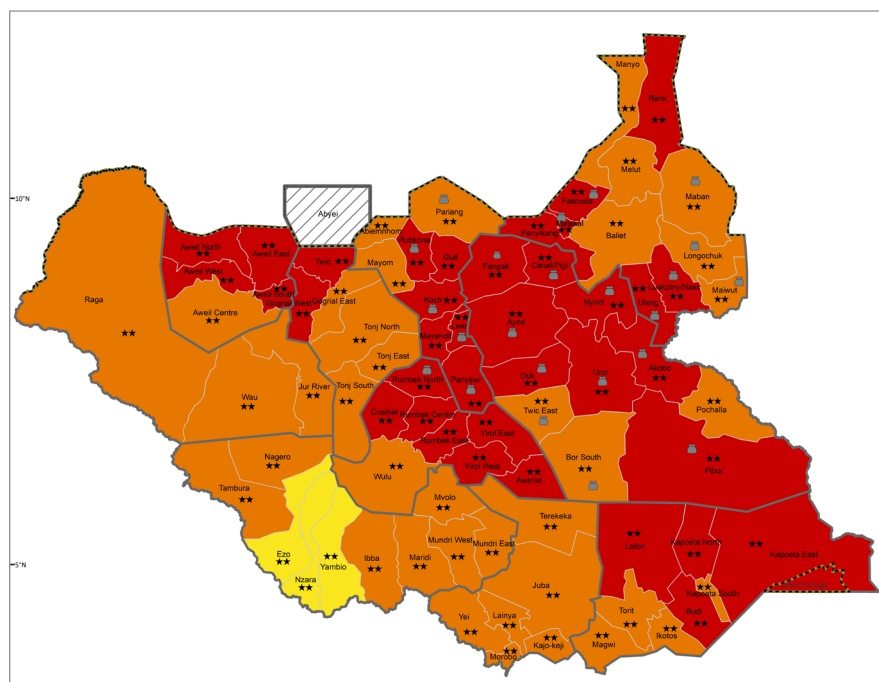 Manyo
Renk
Melut
10°N
Fashoda
Maban
Abyei
Pariang
Abiemnhom
Malakal
Panyikang
Baliet
Rubkona
Aweil North
Aweil East
Twic
Mayom
Guit
Fangak
Canal/Pigi
Longochuk
Aweil West
Luakpiny/Nasir
Maiwut
Raga
Aweil South
Gogrial West
Gogrial East
Koch
Nyirol
Ulang
Aweil Centre
Leer
Ayod
Tonj North
Mayendit
Tonj East
Akobo
Rumbek North
Panyijiar
Duk
Uror
Jur River
Tonj South
Wau
Twic East
Pochalla
Cueibet
Rumbek Centre
Rumbek East
Yirol East
Nagero
Bor South
Pibor
Yirol West
Awerial
Wulu
Tambura
Mvolo
Terekeka
Mundri West
Mundri East
Lafon
Kapoeta North
Kapoeta East
5°N
Ezo
Yambio
Ibba
Maridi
Nzara
Juba
Kapoeta South
Yei
Lainya
Torit
Budi
Ikotos
Magwi
Kajo-keji
Morobo